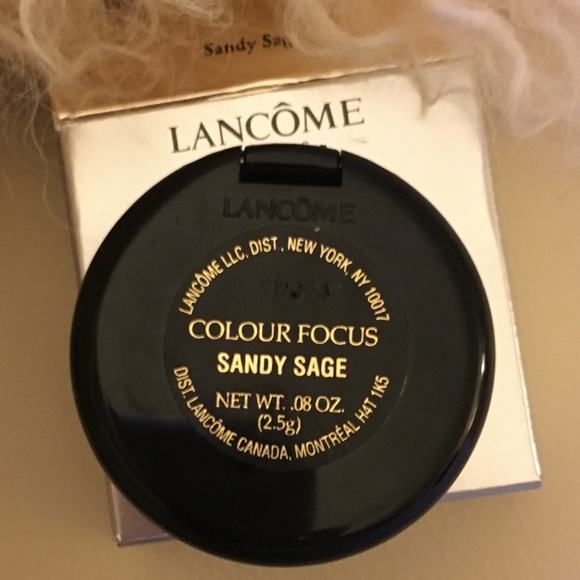 Sandy
LANCÔME
LANCÔME
LANCÔME LLC, DIST., NEW YORK, NY 10017
COLOUR FOCUS
SANDY SAGE
NET WT. .08 OZ.
(2.5g)
DIST. LANCÔME CANADA, MONTRÉAL H4T 1K5